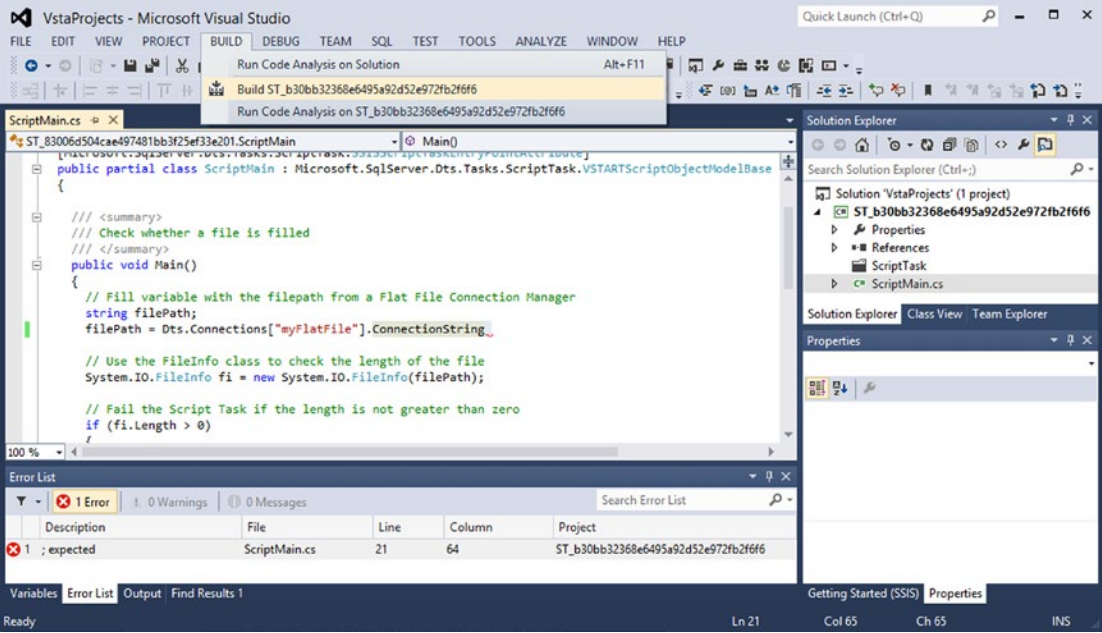 VstaProjects - Microsoft Visual Studio
Quick Launch (Ctrl+Q)
FILE EDIT VIEW PROJECT BUILD DEBUG TEAM SQL TEST TOOLS ANALYZE WINDOW HELP
Run Code Analysis on Solution Alt+F11
Build ST_b30bb32368e6495a92d52e972fb2f6f6
Run Code Analysis on ST_b30bb32368e6495a92d52e972fb2f6f6
ScriptMain.cs
ST_83006d504cae497481bb3f25ef33e201.ScriptMain
Main()
[Microsoft.SqlServer.Dts.Tasks.ScriptTask.SSISScriptTaskEntryPointAttribute]
public partial class ScriptMain : Microsoft.SqlServer.Dts.Tasks.ScriptTask.VSTARTScriptObjectModelBase
{
/// <summary>
/// Check whether a file is filled
/// </summary>
public void Main()
{
// Fill variable with the filepath from a Flat File Connection Manager
string filePath;
filePath = Dts.Connections["myFlatFile"].ConnectionString
// Use the FileInfo class to check the length of the file
System.IO.FileInfo fi = new System.IO.FileInfo(filePath);
// Fail the Script Task if the length is not greater than zero
if (fi.Length > 0)
{
100 %
Solution Explorer
Search Solution Explorer (Ctrl+;)
Solution 'VstaProjects' (1 project)
ST_b30bb32368e6495a92d52e972fb2f6f6
Properties
References
ScriptTask
ScriptMain.cs
Solution Explorer Class View Team Explorer
Properties
Error List
1 Error 0 Warnings 0 Messages
Search Error List
Description File Line Column Project
1 ; expected ScriptMain.cs 21 64 ST_b30bb32368e6495a92d52e972fb2f6f6
Variables Error List Output Find Results 1
Getting Started (SSIS) Properties
Ready Ln 21 Col 65 Ch 65 INS